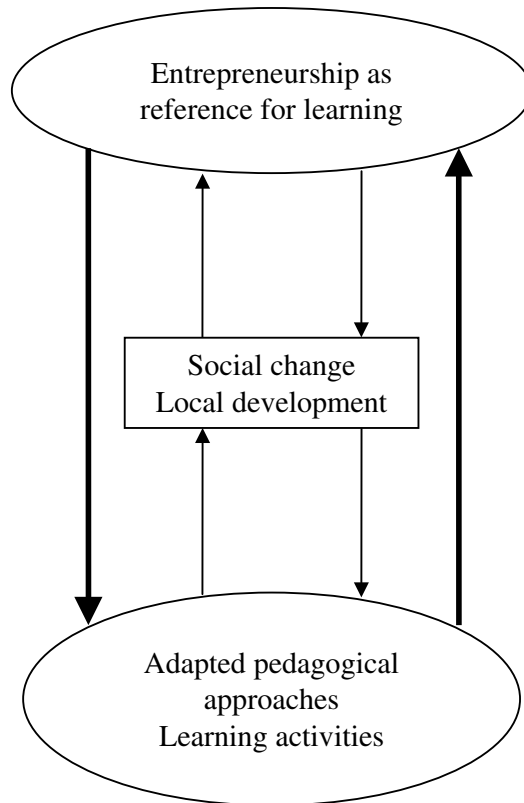 Entrepreneurship as
reference for learning
Social change
Local development
Adapted pedagogical
approaches
Learning activities